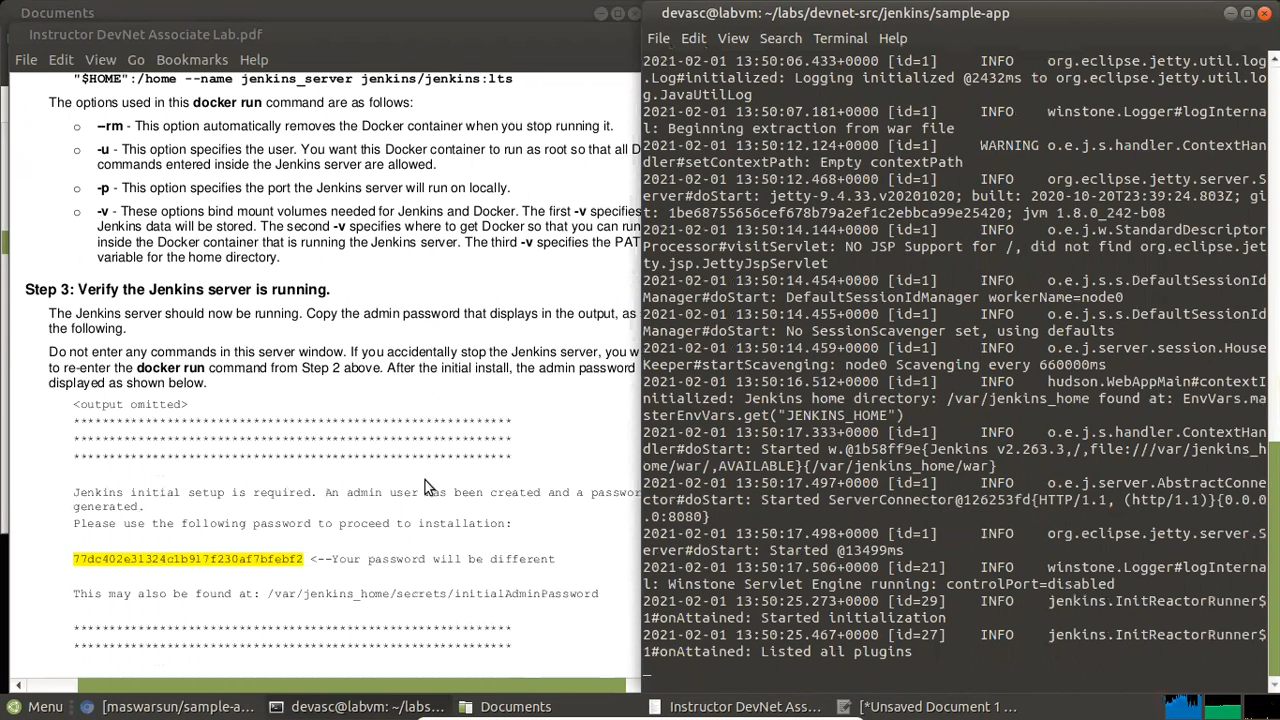 Documents
Instructor DevNet Associate Lab.pdf
File Edit View Go Bookmarks Help
"$HOME":/home --name jenkins_server jenkins/jenkins:lts
The options used in this docker run command are as follows:
○ --rm - This option automatically removes the Docker container when you stop running it.
○ -u - This option specifies the user. You want this Docker container to run as root so that all D
commands entered inside the Jenkins server are allowed.
○ -p - This option specifies the port the Jenkins server will run on locally.
○ -v - These options bind mount volumes needed for Jenkins and Docker. The first -v specifies
Jenkins data will be stored. The second -v specifies where to get Docker so that you can run
inside the Docker container that is running the Jenkins server. The third -v specifies the PAT
variable for the home directory.
Step 3: Verify the Jenkins server is running.
The Jenkins server should now be running. Copy the admin password that displays in the output, as
the following.
Do not enter any commands in this server window. If you accidentally stop the Jenkins server, you w
to re-enter the docker run command from Step 2 above. After the initial install, the admin password
displayed as shown below.
<output omitted>
*************************************************************
*************************************************************
*************************************************************
Jenkins initial setup is required. An admin user has been created and a passwor
generated.
Please use the following password to proceed to installation:
77dc402e31324c1b917f230af7bfebf2 <--Your password will be different
This may also be found at: /var/jenkins_home/secrets/initialAdminPassword
*************************************************************
*************************************************************
devasc@labvm: ~/labs/devnet-src/jenkins/sample-app
File Edit View Search Terminal Help
2021-02-01 13:50:06.433+0000 [id=1] INFO org.eclipse.jetty.util.log
.Log#initialized: Logging initialized @2432ms to org.eclipse.jetty.util.lo
g.JavaUtilLog
2021-02-01 13:50:07.181+0000 [id=1] INFO winstone.Logger#logInterna
l: Beginning extraction from war file
2021-02-01 13:50:12.124+0000 [id=1] WARNING o.e.j.s.handler.ContextHan
dler#setContextPath: Empty contextPath
2021-02-01 13:50:12.468+0000 [id=1] INFO org.eclipse.jetty.server.S
erver#doStart: jetty-9.4.33.v20201020; built: 2020-10-20T23:39:24.803Z; gi
t: 1be68755656cef678b79a2ef1c2ebbca99e25420; jvm 1.8.0_242-b08
2021-02-01 13:50:14.144+0000 [id=1] INFO o.e.j.w.StandardDescriptor
Processor#visitServlet: NO JSP Support for /, did not find org.eclipse.jet
ty.jsp.JettyJspServlet
2021-02-01 13:50:14.454+0000 [id=1] INFO o.e.j.s.s.DefaultSessionId
Manager#doStart: DefaultSessionIdManager workerName=node0
2021-02-01 13:50:14.455+0000 [id=1] INFO o.e.j.s.s.DefaultSessionId
Manager#doStart: No SessionScavenger set, using defaults
2021-02-01 13:50:14.459+0000 [id=1] INFO o.e.j.server.session.House
Keeper#startScavenging: node0 Scavenging every 660000ms
2021-02-01 13:50:16.512+0000 [id=1] INFO hudson.WebAppMain#contextI
nitialized: Jenkins home directory: /var/jenkins_home found at: EnvVars.ma
sterEnvVars.get("JENKINS_HOME")
2021-02-01 13:50:17.333+0000 [id=1] INFO o.e.j.s.handler.ContextHan
dler#doStart: Started w.@1b58ff9e{Jenkins v2.263.3,/,file:///var/jenkins_h
ome/war/,AVAILABLE}{/var/jenkins_home/war}
2021-02-01 13:50:17.497+0000 [id=1] INFO o.e.j.server.AbstractConne
ctor#doStart: Started ServerConnector@126253fd{HTTP/1.1, (http/1.1)}{0.0.0
.0:8080}
2021-02-01 13:50:17.498+0000 [id=1] INFO org.eclipse.jetty.server.S
erver#doStart: Started @13499ms
2021-02-01 13:50:17.506+0000 [id=21] INFO winstone.Logger#logInterna
l: Winstone Servlet Engine running: controlPort=disabled
2021-02-01 13:50:25.273+0000 [id=29] INFO jenkins.InitReactorRunner$
1#onAttained: Started initialization
2021-02-01 13:50:25.467+0000 [id=27] INFO jenkins.InitReactorRunner$
1#onAttained: Listed all plugins
Menu [maswarsun/sample-a... devasc@labvm: ~/labs... Documents Instructor DevNet Ass... [*Unsaved Document 1 ...